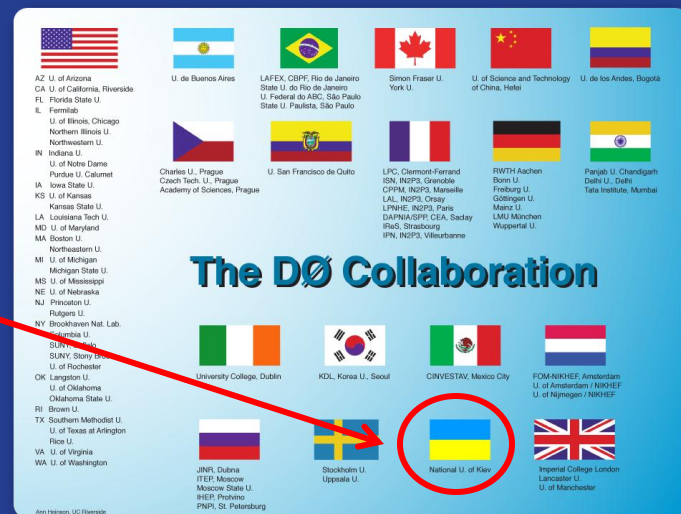 AZ U. of Arizona
CA U. of California, Riverside
FL Florida State U.
IL Fermilab
U. of Illinois, Chicago
Northern Illinois U.
Northwestern U.
IN Indiana U.
U. of Notre Dame
Purdue U. Calumet
IA Iowa State U.
KS U. of Kansas
Kansas State U.
LA Louisiana Tech U.
MD U. of Maryland
MA Boston U.
Northeastern U.
MI U. of Michigan
Michigan State U.
MS U. of Mississippi
NE U. of Nebraska
NJ Princeton U.
Rutgers U.
NY Brookhaven Nat. Lab.
Columbia U.
SUNY,
SUNY, Stony
U. of Rochester
OK Langston U.
U. of Oklahoma
Oklahoma State U.
RI Brown U.
TX Southern Methodist U.
U. of Texas at Arlington
Rice U.
VA U. of Virginia
WA U. of Washington
U. de Buenos Aires
LAFEX, CBPF, Rio de Janeiro
State U. do Rio de Janeiro
U. Federal do ABC, São Paulo
State U. Paulista, São Paulo
Simon Fraser U.
York U.
U. of Science and Technology
of China, Hefei
U. de los Andes, Bogotá
Charles U., Prague
Czech Tech. U., Prague
Academy of Sciences, Prague
U. San Francisco de Quito
LPC, Clermont-Ferrand
ISN, IN2P3, Grenoble
CPPM, IN2P3, Marseille
LAL, IN2P3, Orsay
LPNHE, IN2P3, Paris
DAPNIA/SPP, CEA, Saclay
IReS, Strasbourg
IPN, IN2P3, Villeurbanne
RWTH Aachen
Bonn U.
Freiburg U.
Göttingen U.
Mainz U.
LMU München
Wuppertal U.
Panjab U. Chandigarh
Delhi U., Delhi
Tata Institute, Mumbai
The DØ Collaboration
University College, Dublin
KDL, Korea U., Seoul
CINVESTAV, Mexico City
FOM-NIKHEF, Amsterdam
U. of Amsterdam / NIKHEF
U. of Nijmegen / NIKHEF
JINR, Dubna
ITEP, Moscow
Moscow State U.
IHEP, Protvino
PNPI, St. Petersburg
Stockholm U.
Uppsala U.
National U. of Kiev
Imperial College London
Lancaster U.
U. of Manchester
Ann Heinson, UC Riverside